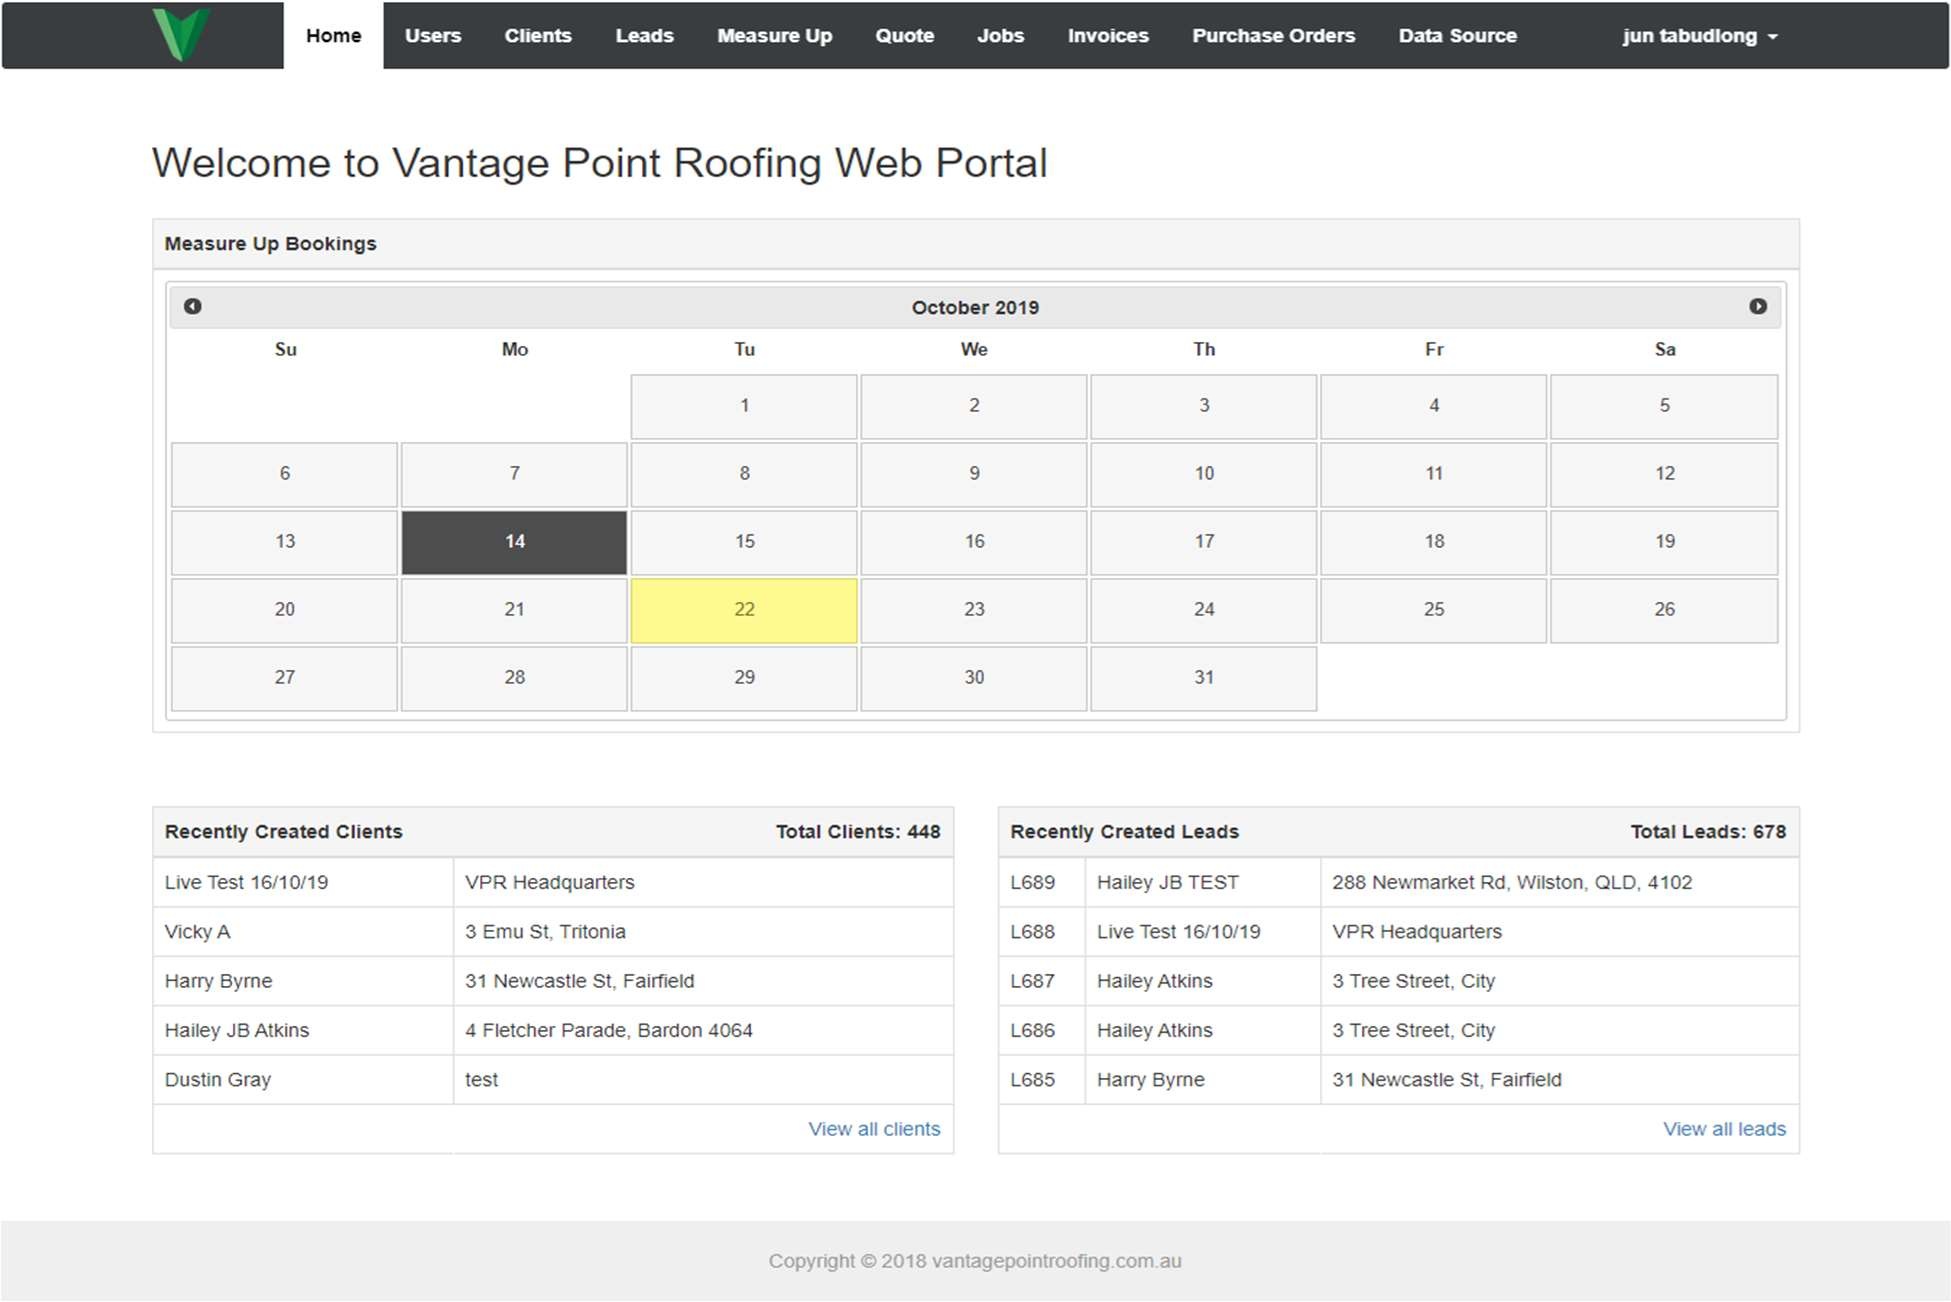 Home Users Clients Leads Measure Up Quote Jobs Invoices Purchase Orders Data Source jun tabudlong
Welcome to Vantage Point Roofing Web Portal
Measure Up Bookings
October 2019
Su Mo Tu We Th Fr Sa
1 2 3 4 5
6 7 8 9 10 11 12
13 14 15 16 17 18 19
20 21 22 23 24 25 26
27 28 29 30 31
Recently Created Clients Total Clients: 448
Live Test 16/10/19 VPR Headquarters
Vicky A 3 Emu St, Tritonia
Harry Byrne 31 Newcastle St, Fairfield
Hailey JB Atkins 4 Fletcher Parade, Bardon 4064
Dustin Gray test
View all clients
Recently Created Leads Total Leads: 678
L689 Hailey JB TEST 288 Newmarket Rd, Wilston, QLD, 4102
L688 Live Test 16/10/19 VPR Headquarters
L687 Hailey Atkins 3 Tree Street, City
L686 Hailey Atkins 3 Tree Street, City
L685 Harry Byrne 31 Newcastle St, Fairfield
View all leads
Copyright © 2018 vantagepointroofing.com.au